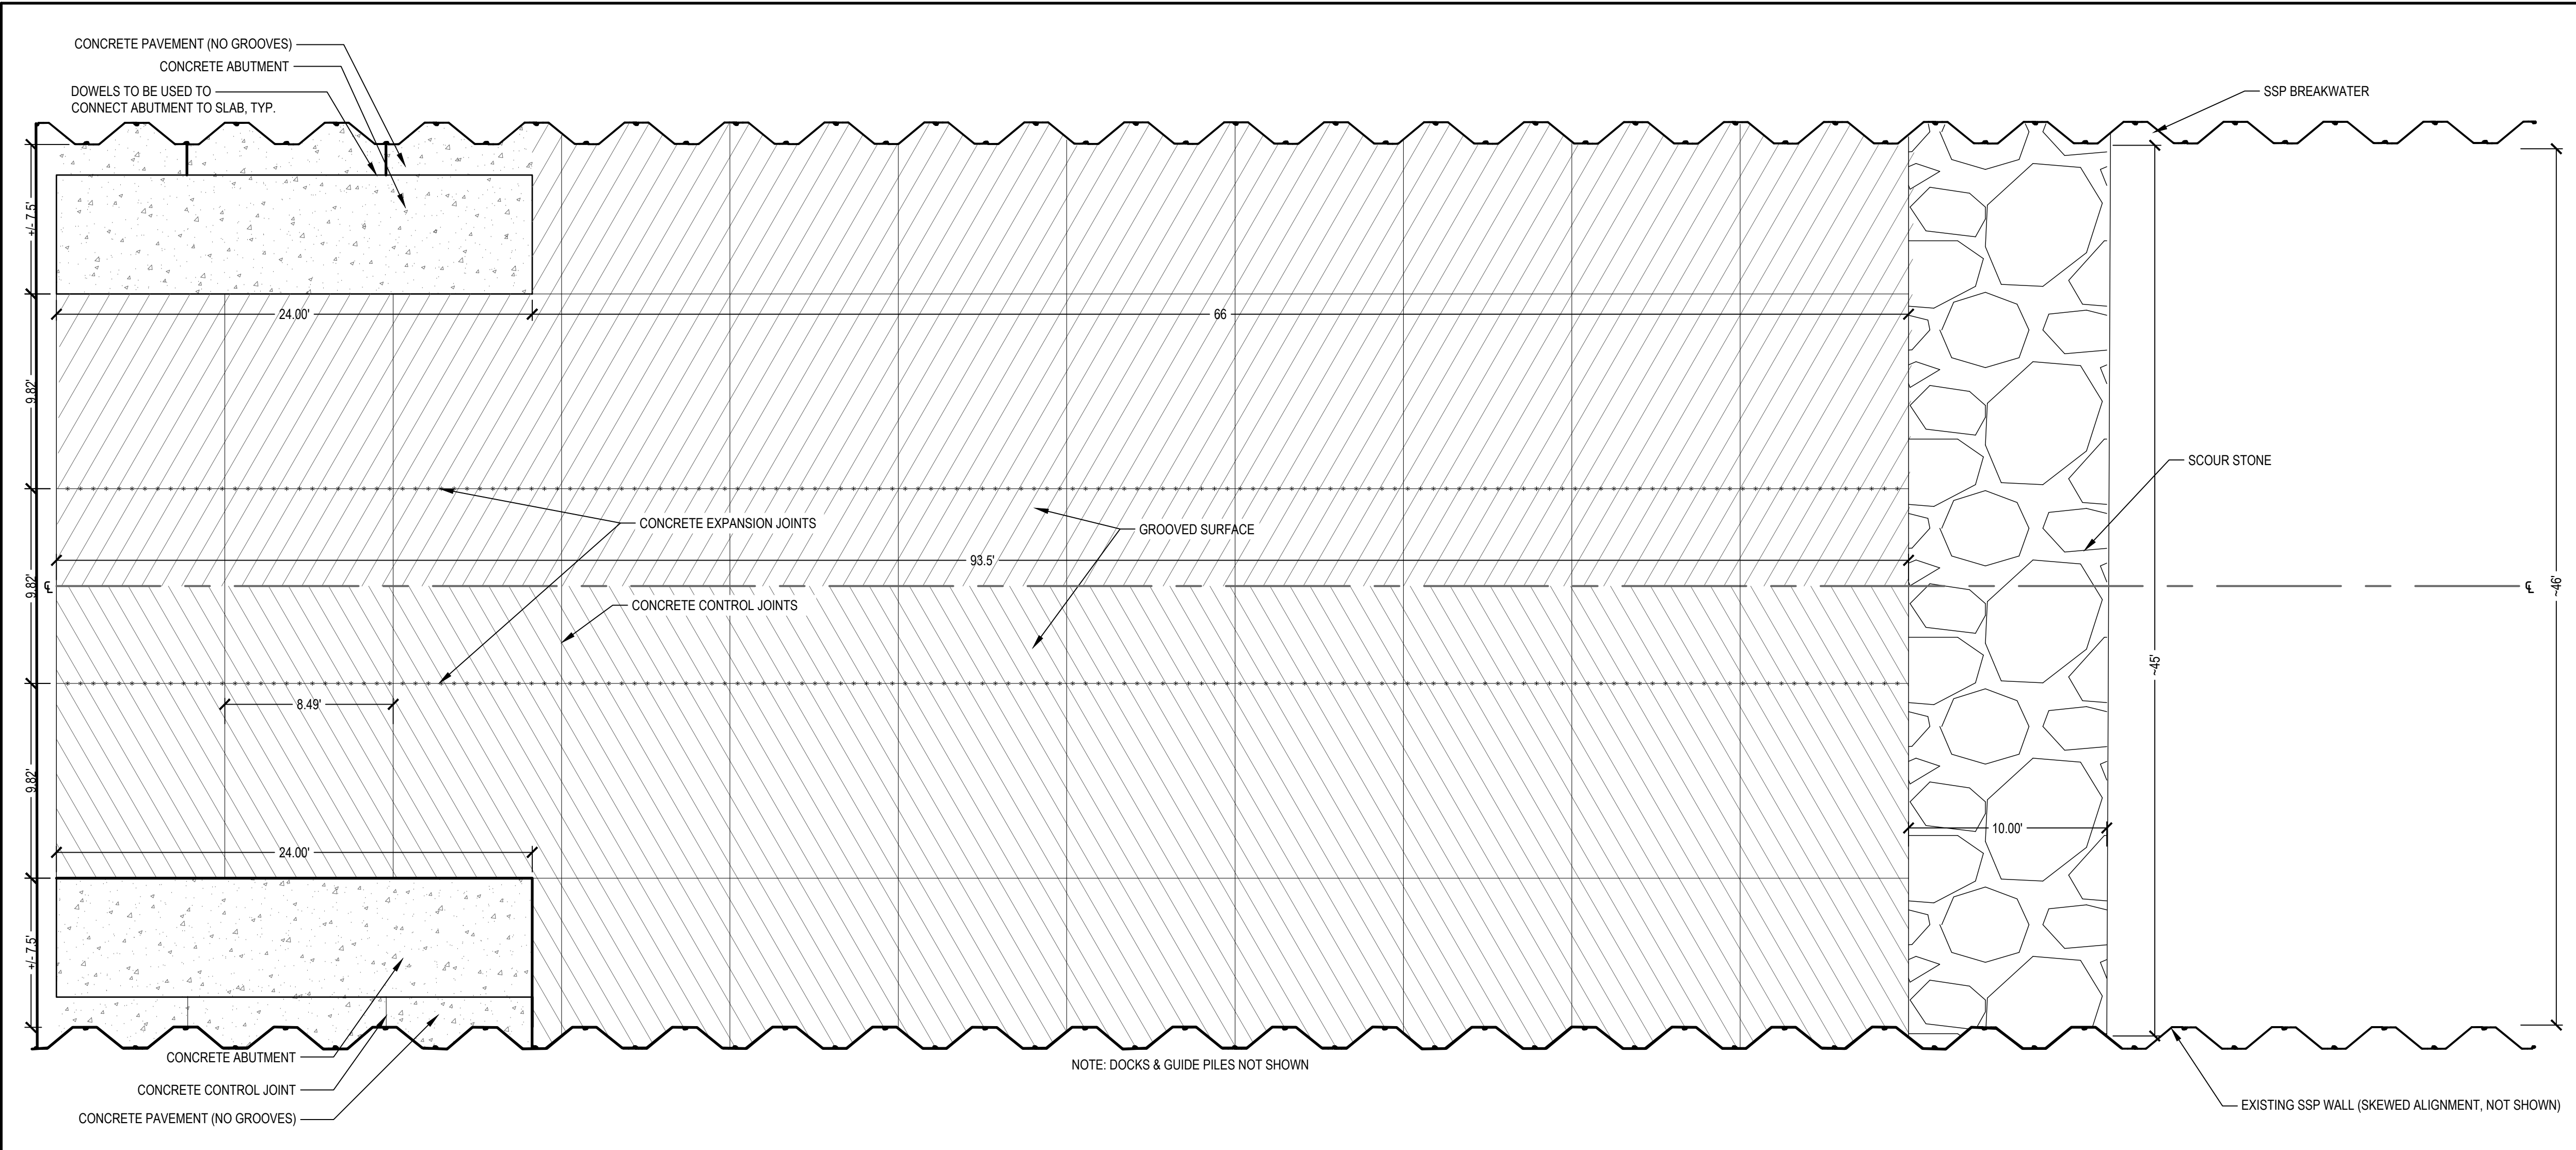 CONCRETE PAVEMENT (NO GROOVES)
CONCRETE ABUTMENT
DOWELS TO BE USED TO
CONNECT ABUTMENT TO SLAB, TYP.
SSP BREAKWATER
+/- 7.5'
24.00'
66
9.82'
SCOUR STONE
CONCRETE EXPANSION JOINTS
GROOVED SURFACE
93.5'
9.82'
℄
℄
~46'
CONCRETE CONTROL JOINTS
~45'
8.49'
9.82'
10.00'
24.00'
+/- 7.5'
CONCRETE ABUTMENT
NOTE: DOCKS & GUIDE PILES NOT SHOWN
CONCRETE CONTROL JOINT
EXISTING SSP WALL (SKEWED ALIGNMENT, NOT SHOWN)
CONCRETE PAVEMENT (NO GROOVES)